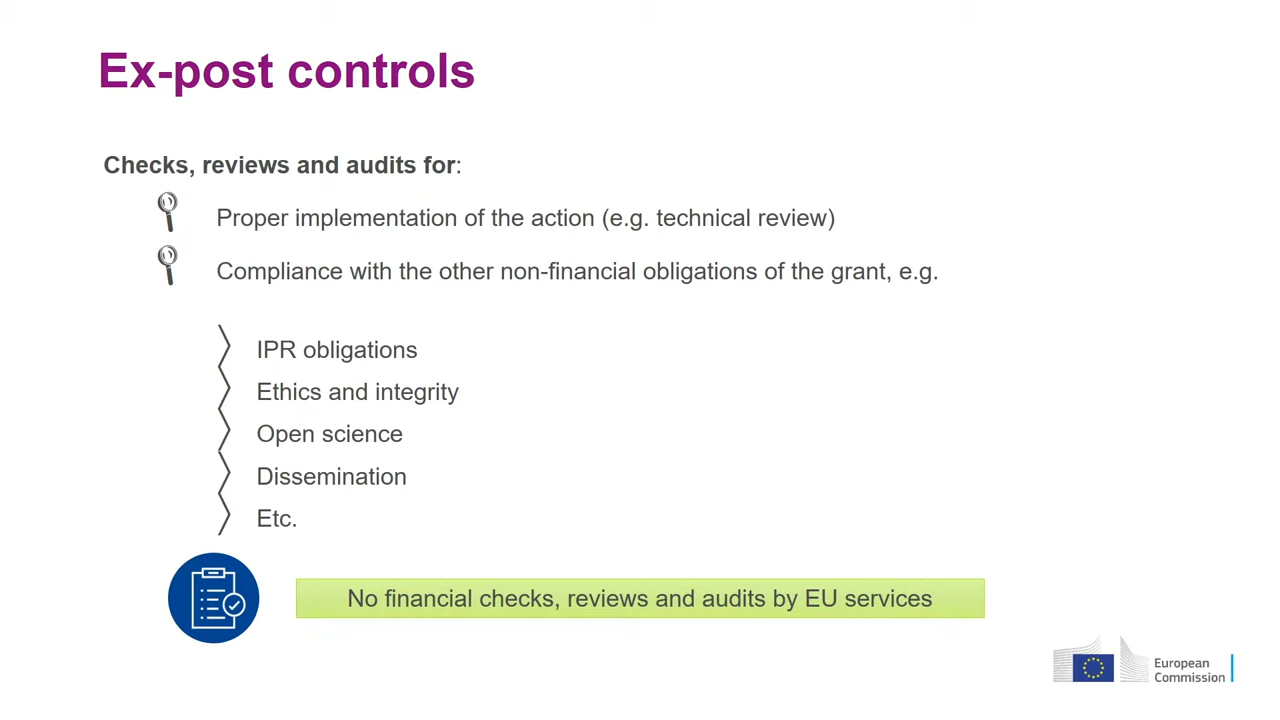 Ex-post controls
Checks, reviews and audits for:
Proper implementation of the action (e.g. technical review)
Compliance with the other non-financial obligations of the grant, e.g.
IPR obligations
Ethics and integrity
Open science
Dissemination
Etc.
No financial checks, reviews and audits by EU services
European
Commission